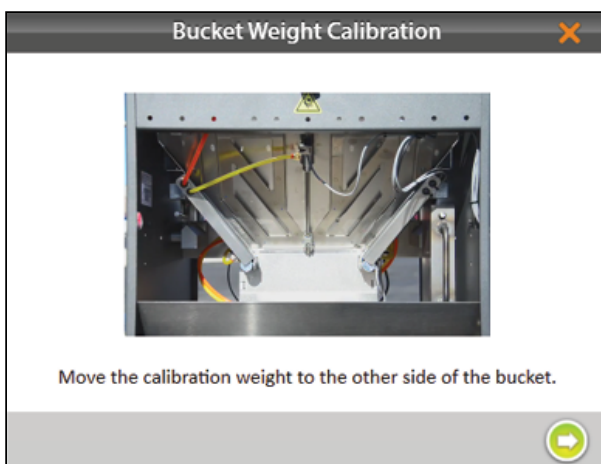 Bucket Weight Calibration
Move the calibration weight to the other side of the bucket.